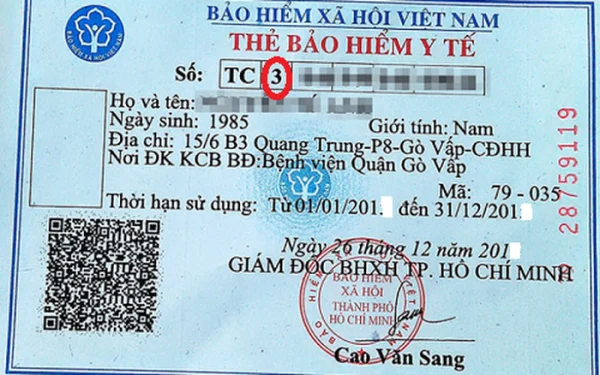 BẢO HIỂM XÃ HỘI VIỆT NAM
THẺ BẢO HIỂM Y TẾ
Số: TC 3
Họ và tên:
Ngày sinh: 1985 Giới tính: Nam
Địa chỉ: 15/6 B3 Quang Trung-P8-Gò Vấp-CĐHH
Nơi ĐK KCB BĐ:Bệnh viện Quận Gò Vấp
Mã: 79 - 035
Thời hạn sử dụng: Từ 01/01/201 đến 31/12/201
Ngày 26 tháng 12 năm 201
GIÁM ĐỐC BHXH TP. HỒ CHÍ MINH
BẢO HIỂM
XÃ HỘI
THÀNH PHỐ
HỒ CHÍ MINH
Cao Văn Sang
28759119